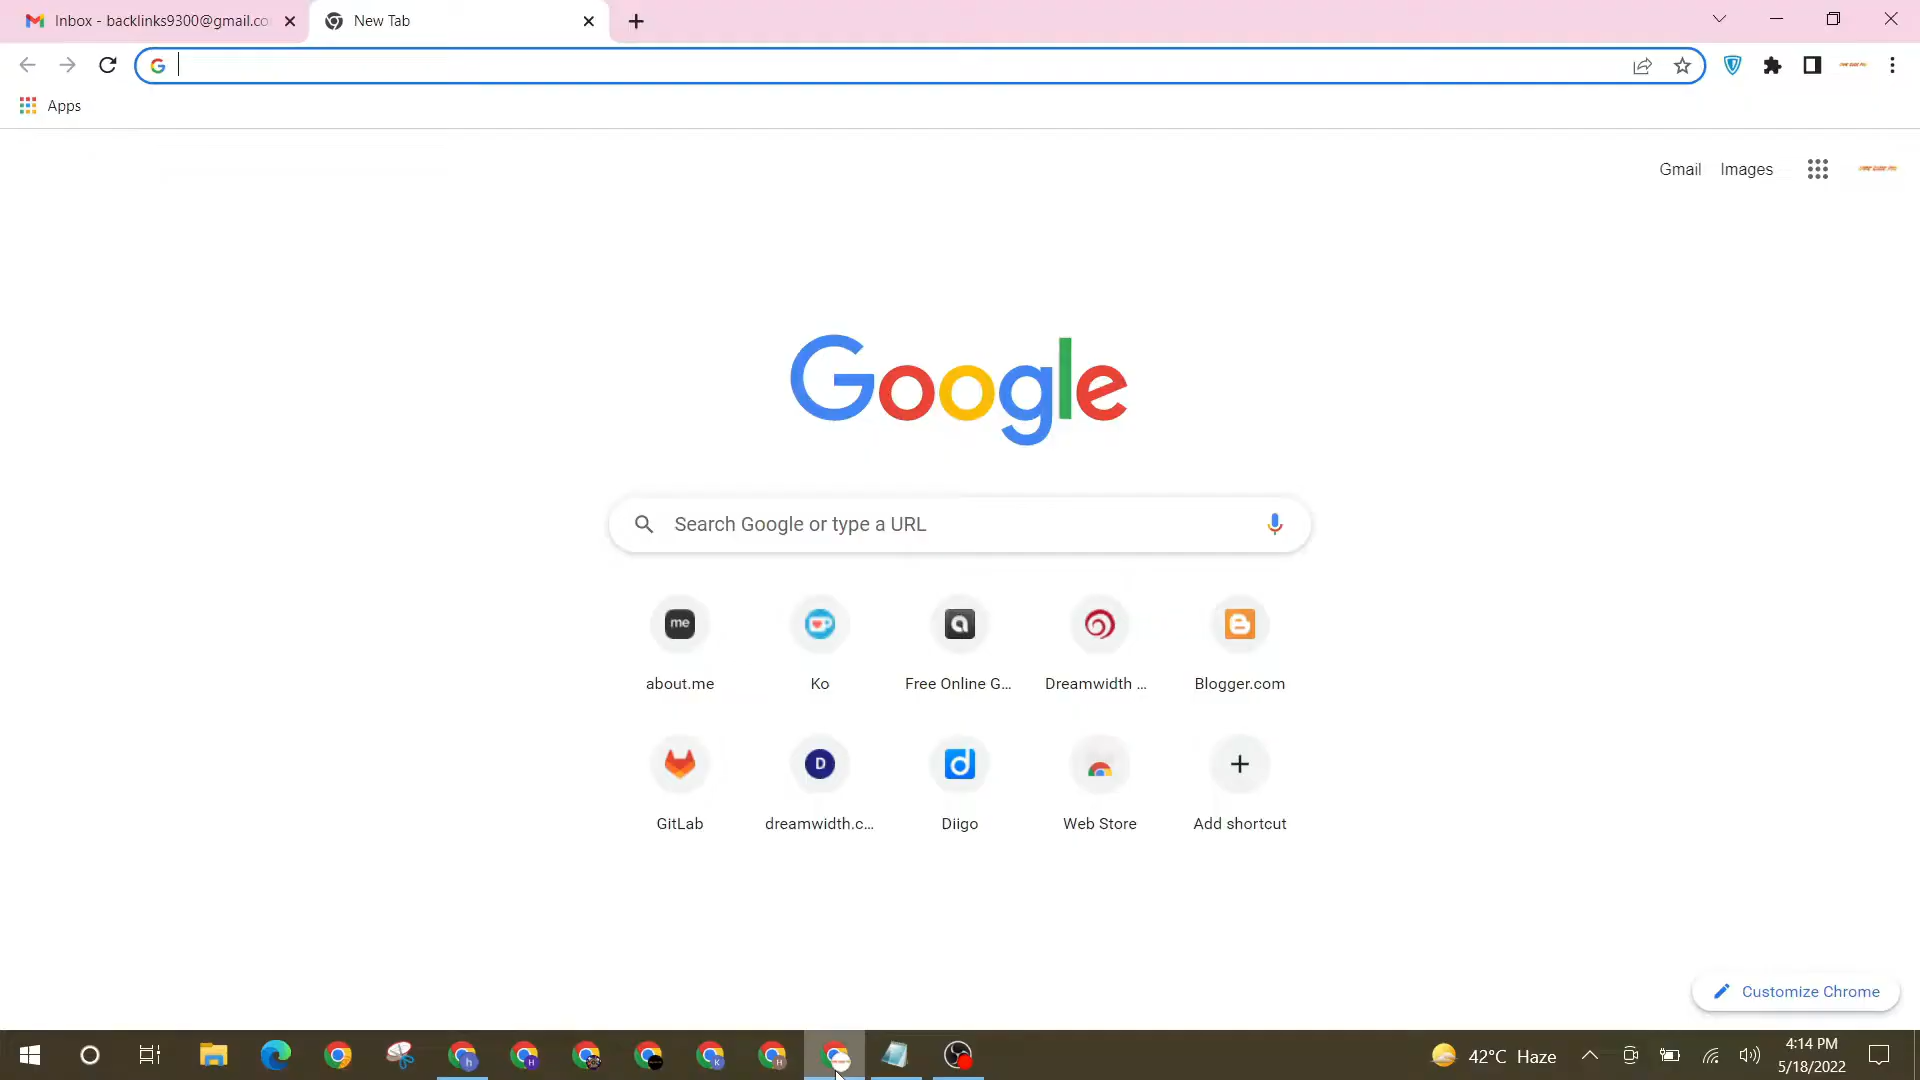 Inbox - backlinks9300@gmail.co
New Tab
Apps
Gmail
Images
Google
Search Google or type a URL
me
about.me
Ko
Free Online G...
Dreamwidth ...
Blogger.com
D
GitLab
dreamwidth.c...
Diigo
Web Store
Add shortcut
Customize Chrome
42°C Haze
4:14 PM
5/18/2022